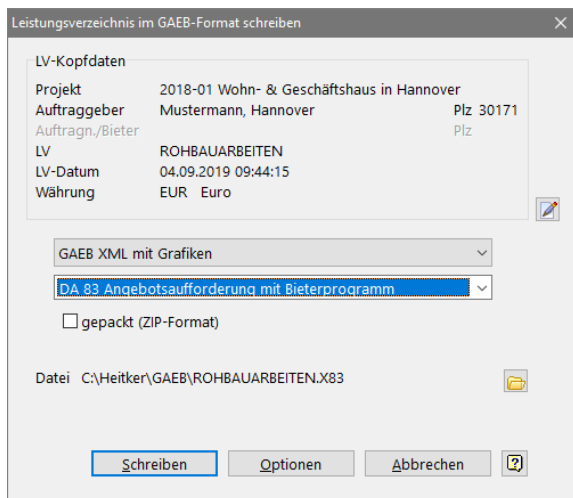 Leistungsverzeichnis im GAEB-Format schreiben
LV-Kopfdaten
Projekt 2018-01 Wohn- & Geschäftshaus in Hannover
Auftraggeber Mustermann, Hannover Plz 30171
Auftragn./Bieter Plz
LV ROHBAUARBEITEN
LV-Datum 04.09.2019 09:44:15
Währung EUR Euro
GAEB XML mit Grafiken
DA 83 Angebotsaufforderung mit Bieterprogramm
gepackt (ZIP-Format)
Datei C:\Heitker\GAEB\ROHBAUARBEITEN.X83
Schreiben Optionen Abbrechen ?